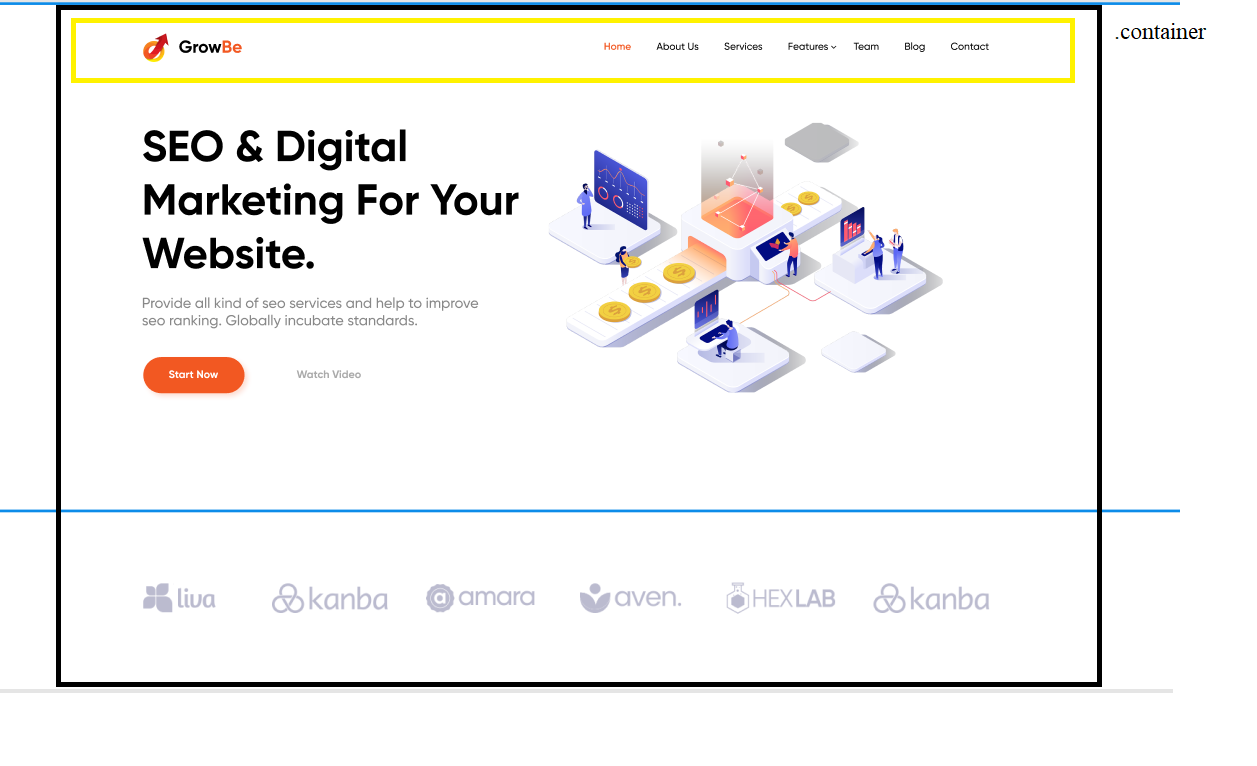 .container
GrowBe
Home About Us Services Features Team Blog Contact
SEO & Digital
Marketing For Your
Website.
Provide all kind of seo services and help to improve
seo ranking. Globally incubate standards.
Start Now Watch Video
liva kanba amara aven. HEXLAB kanba